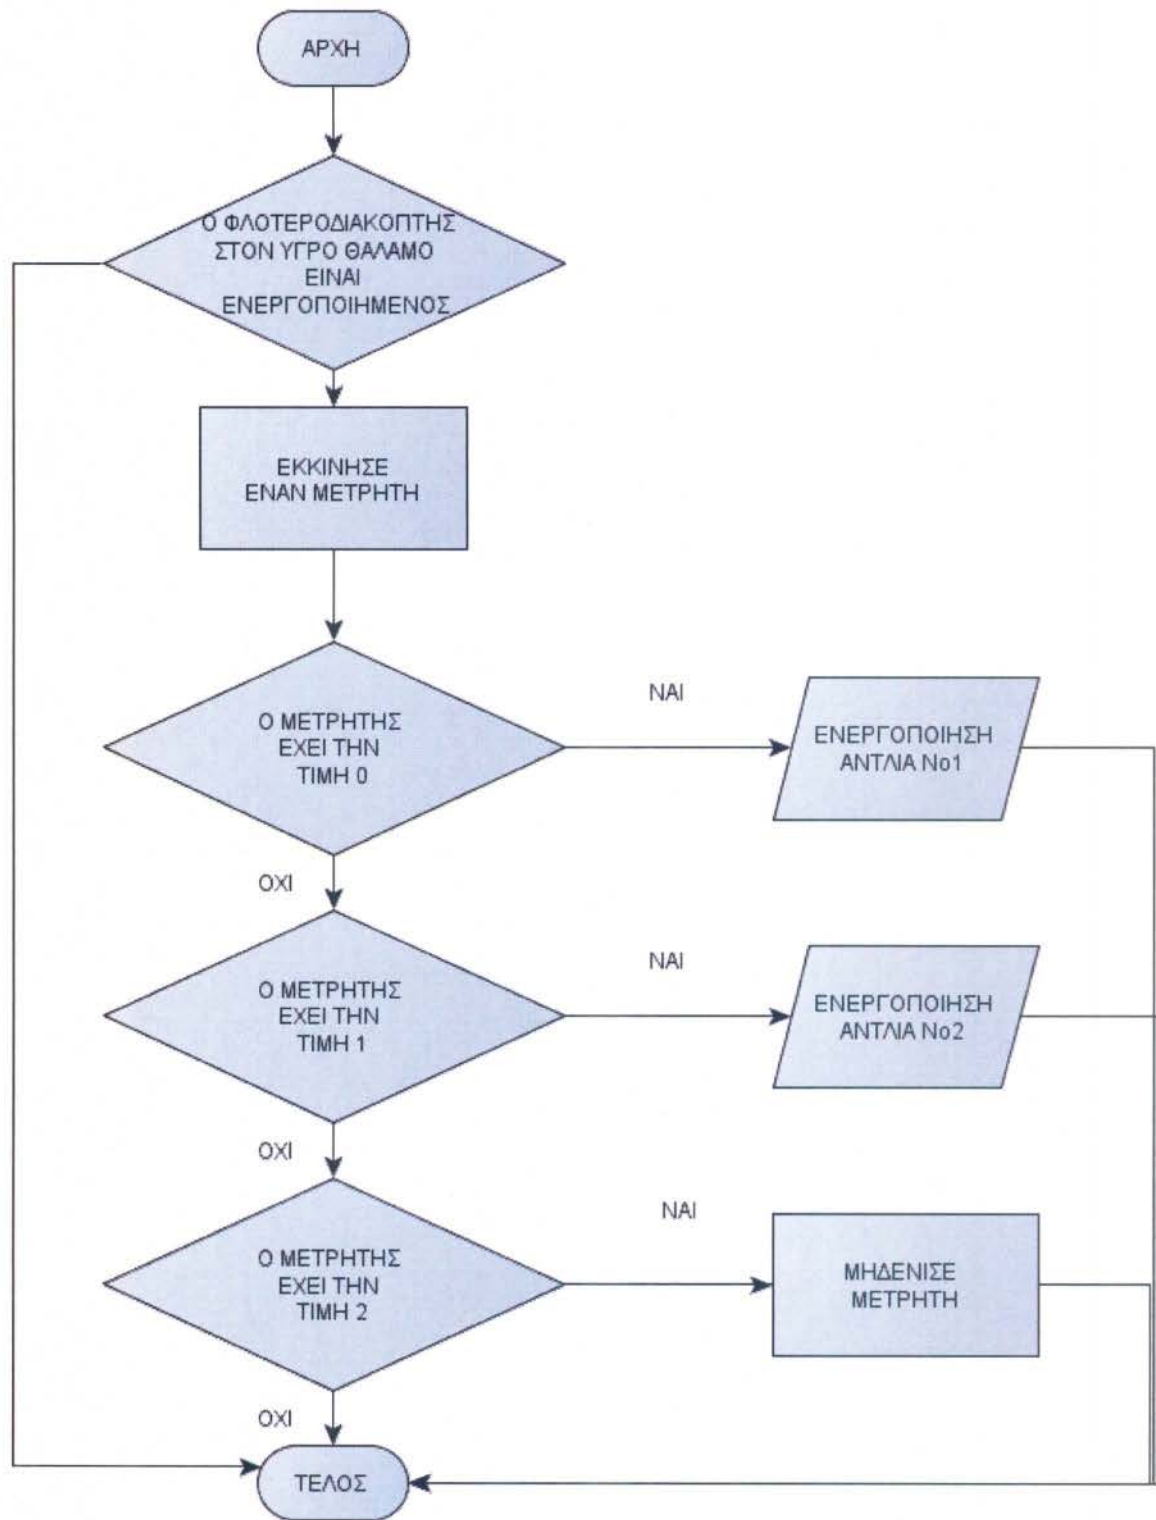 ΑΡΧΗ
Ο ΦΛΟΤΕΡΟΔΙΑΚΟΠΤΗΣ
ΣΤΟΝ ΥΓΡΟ ΘΑΛΑΜΟ
ΕΙΝΑΙ
ΕΝΕΡΓΟΠΟΙΗΜΕΝΟΣ
ΕΚΚΙΝΗΣΕ
ΕΝΑΝ ΜΕΤΡΗΤΗ
Ο ΜΕΤΡΗΤΗΣ
ΕΧΕΙ ΤΗΝ
ΤΙΜΗ 0
ΝΑΙ
ΕΝΕΡΓΟΠΟΙΗΣΗ
ΑΝΤΛΙΑ Νο1
ΟΧΙ
Ο ΜΕΤΡΗΤΗΣ
ΕΧΕΙ ΤΗΝ
ΤΙΜΗ 1
ΝΑΙ
ΕΝΕΡΓΟΠΟΙΗΣΗ
ΑΝΤΛΙΑ Νο2
ΟΧΙ
Ο ΜΕΤΡΗΤΗΣ
ΕΧΕΙ ΤΗΝ
ΤΙΜΗ 2
ΝΑΙ
ΜΗΔΕΝΙΣΕ
ΜΕΤΡΗΤΗ
ΟΧΙ
ΤΕΛΟΣ